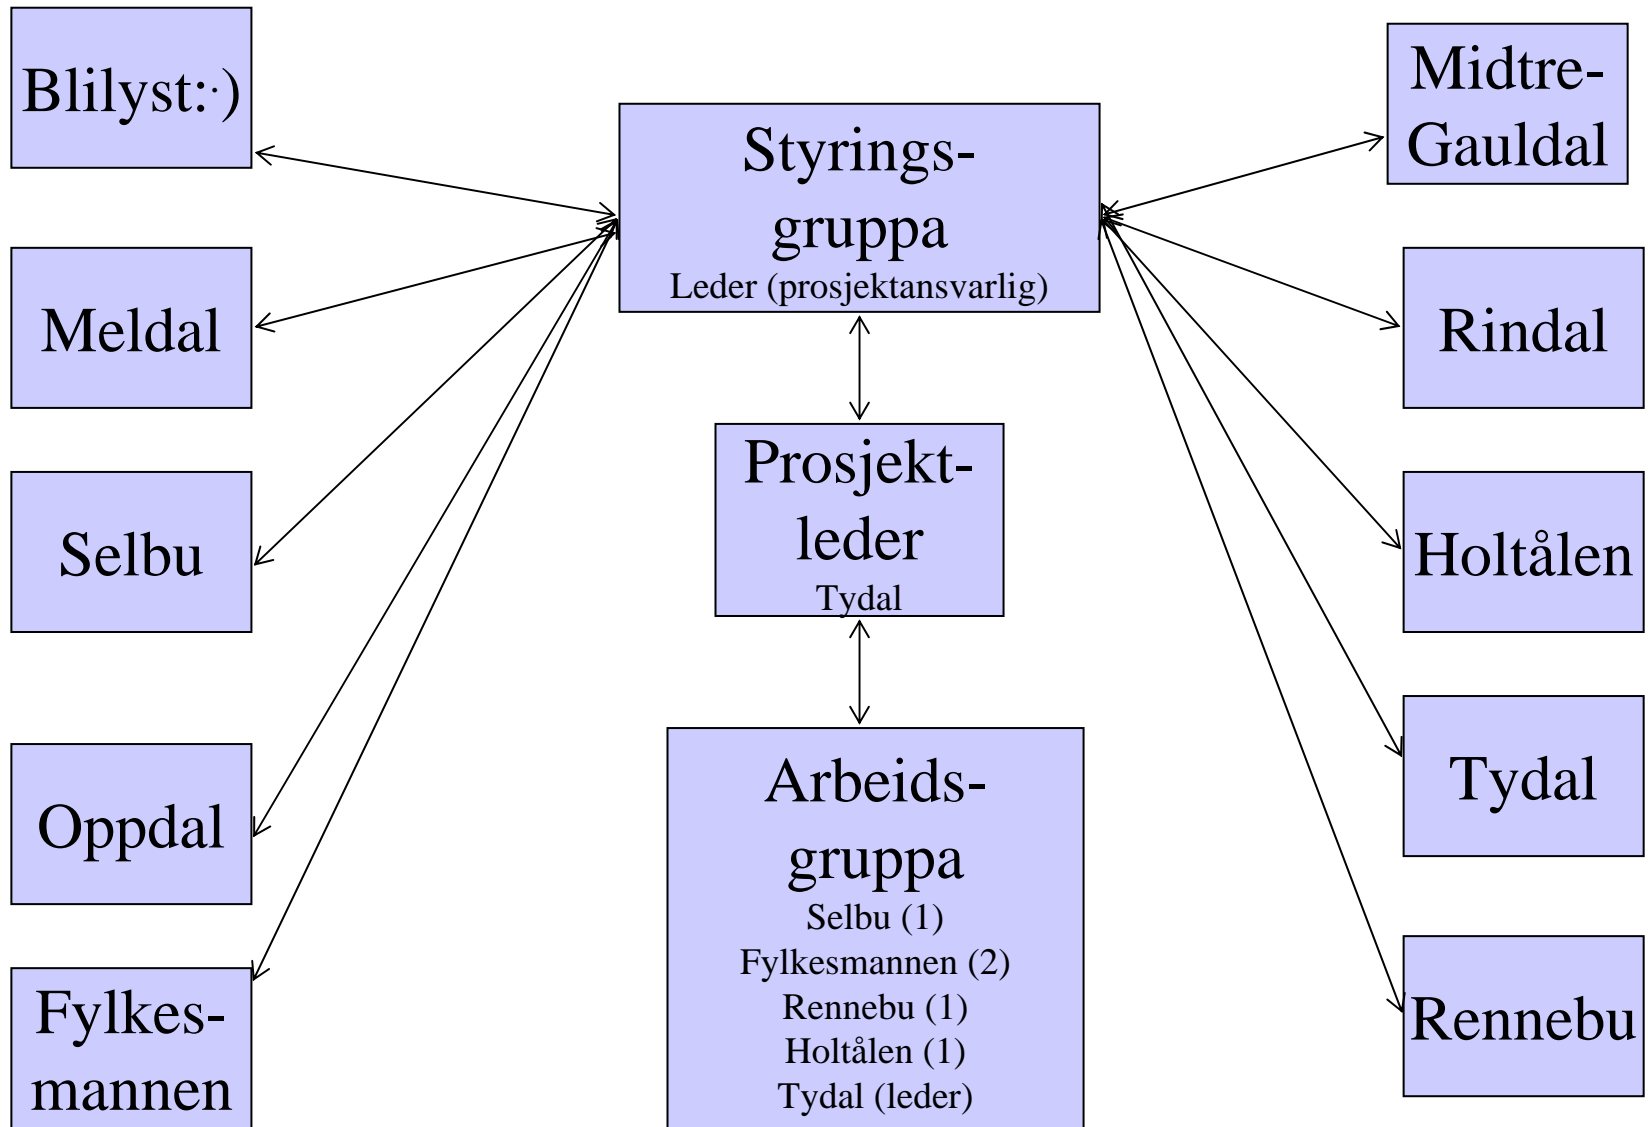 Blilyst:·)
Meldal
Selbu
Oppdal
Fylkes-
mannen
Styrings-
gruppa
Leder (prosjektansvarlig)
Prosjekt-
leder
Tydal
Arbeids-
gruppa
Selbu (1)
Fylkesmannen (2)
Rennebu (1)
Holtålen (1)
Tydal (leder)
Midtre-
Gauldal
Rindal
Holtålen
Tydal
Rennebu